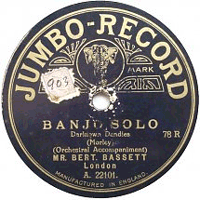 JUMBO-RECORD
903
MARK
BANJO SOLO
Darktown Dandies
78 R
(Morley)
(Orchestral Accompaniment)
MR. BERT. BASSETT
London
A. 22101.
MANUFACTURED IN ENGLAND.